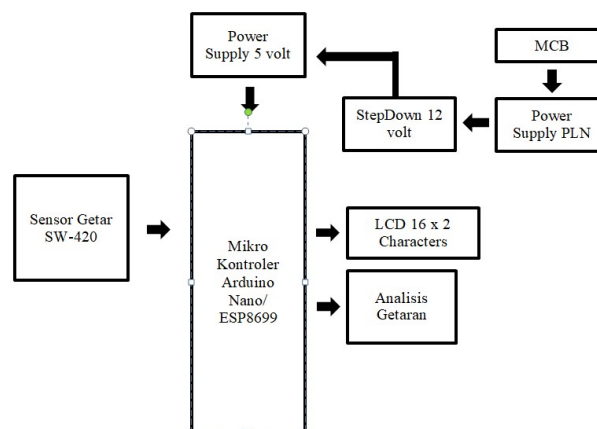 Power
Supply 5 volt
MCB
StepDown 12
volt
Power
Supply PLN
Sensor Getar
SW-420
Mikro
Kontroler
Arduino
Nano/
ESP8699
LCD 16 x 2
Characters
Analisis
Getaran